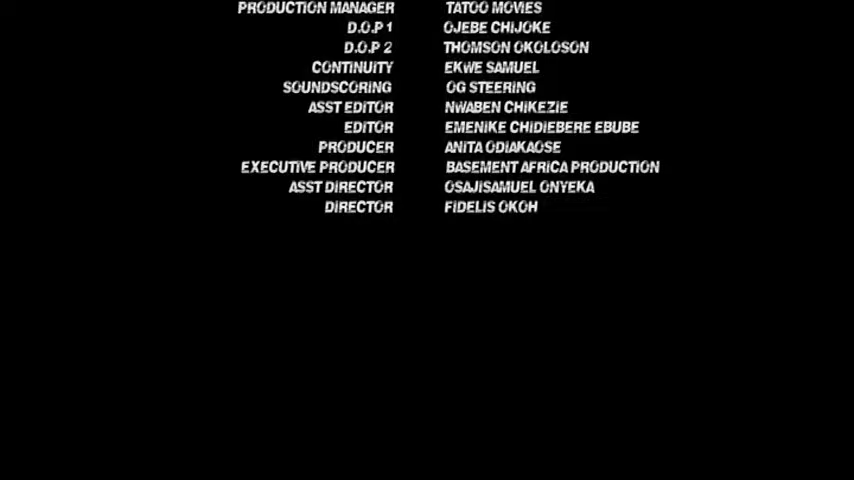 PRODUCTION MANAGER TATOO MOVIES
D.O.P 1 OJEBE CHIJOKE
D.O.P 2 THOMSON OKOLOSON
CONTINUITY EKWE SAMUEL
SOUNDSCORING OG STEERING
ASST EDITOR NWABEN CHIKEZIE
EDITOR EMENIKE CHIDIEBERE EBUBE
PRODUCER ANITA ODIAKAOSE
EXECUTIVE PRODUCER BASEMENT AFRICA PRODUCTION
ASST DIRECTOR OSAJISAMUEL ONYEKA
DIRECTOR FIDELIS OKOH